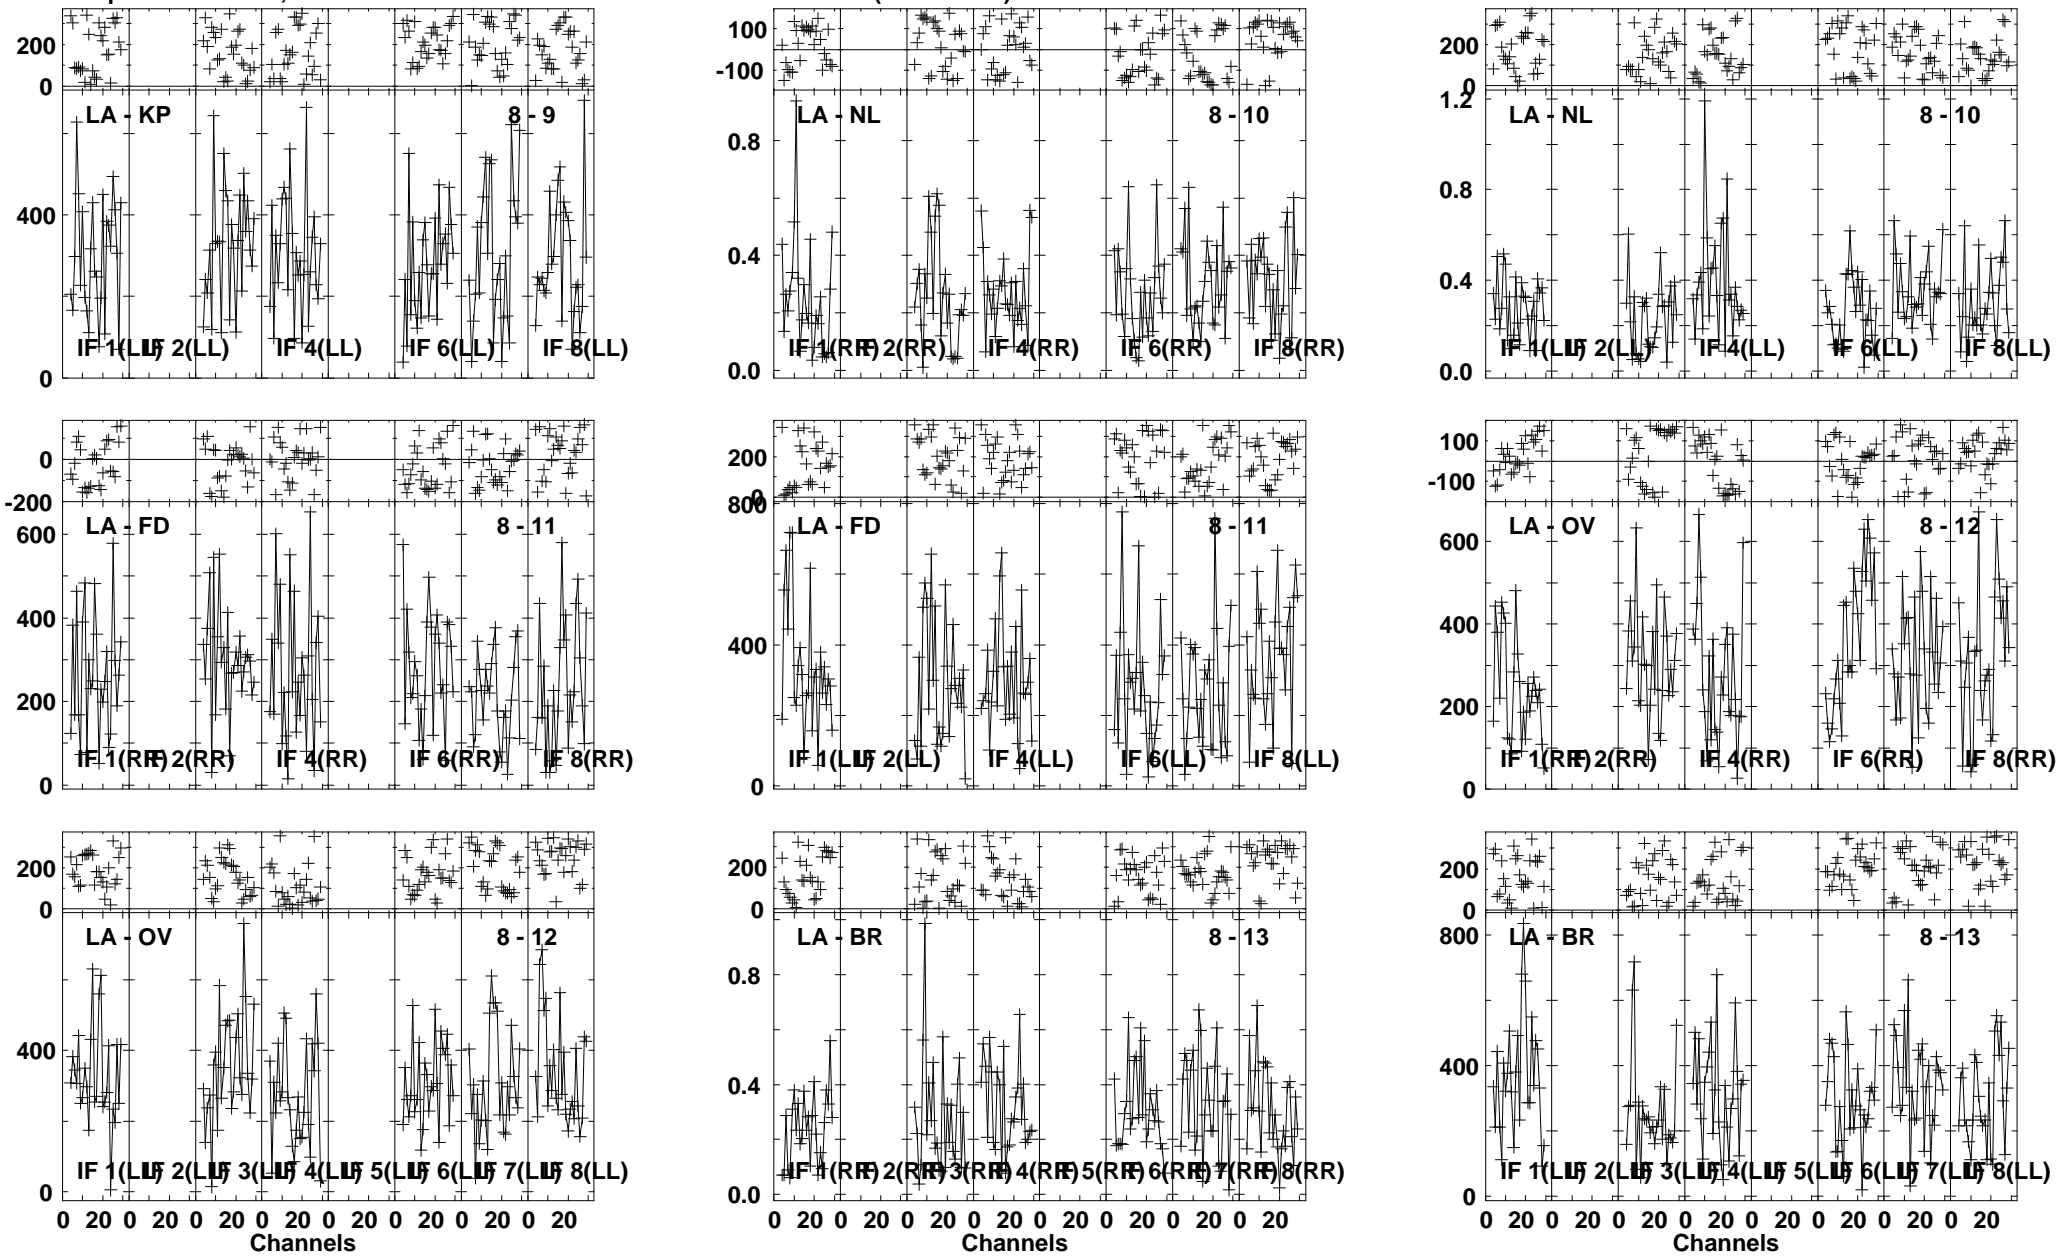 200
0
100
-100
200
0
LA - KP 8 - 9
LA - NL 8 - 10
LA - NL 8 - 10
400
0
0.8
0.4
0.0
1.2
0.8
0.4
0.0
IF 1(LL) IF 2(LL) IF 4(LL) IF 6(LL) IF 8(LL)
IF 1(RR) IF 2(RR) IF 4(RR) IF 6(RR) IF 8(RR)
IF 1(LL) IF 2(LL) IF 4(LL) IF 6(LL) IF 8(LL)
0
-200
200
0
100
-100
LA - FD 8 - 11
LA - FD 8 - 11
LA - OV 8 - 12
600
400
200
0
800
400
0
600
400
200
0
IF 1(RR) IF 2(RR) IF 4(RR) IF 6(RR) IF 8(RR)
IF 1(LL) IF 2(LL) IF 4(LL) IF 6(LL) IF 8(LL)
IF 1(RR) IF 2(RR) IF 4(RR) IF 6(RR) IF 8(RR)
200
0
200
0
200
0
LA - OV 8 - 12
LA - BR 8 - 13
LA - BR 8 - 13
400
0
0.8
0.4
0.0
800
400
0
IF 1(LL) IF 2(LL) IF 3(LL) IF 4(LL) IF 5(LL) IF 6(LL) IF 7(LL) IF 8(LL)
IF 1(RR) IF 2(RR) IF 3(RR) IF 4(RR) IF 5(RR) IF 6(RR) IF 7(RR) IF 8(RR)
IF 1(LL) IF 2(LL) IF 3(LL) IF 4(LL) IF 5(LL) IF 6(LL) IF 7(LL) IF 8(LL)
0 20 0 20 0 20 0 20 0 20 0 20 0 20 0 20
0 20 0 20 0 20 0 20 0 20 0 20 0 20 0 20
0 20 0 20 0 20 0 20 0 20 0 20 0 20 0 20
Channels
Channels